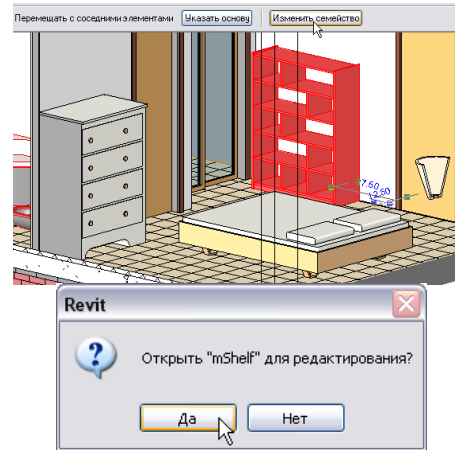 Перемещать с соседними элементами Указать основу Изменить семейство
Revit
Открыть "mShelf" для редактирования?
Да Нет